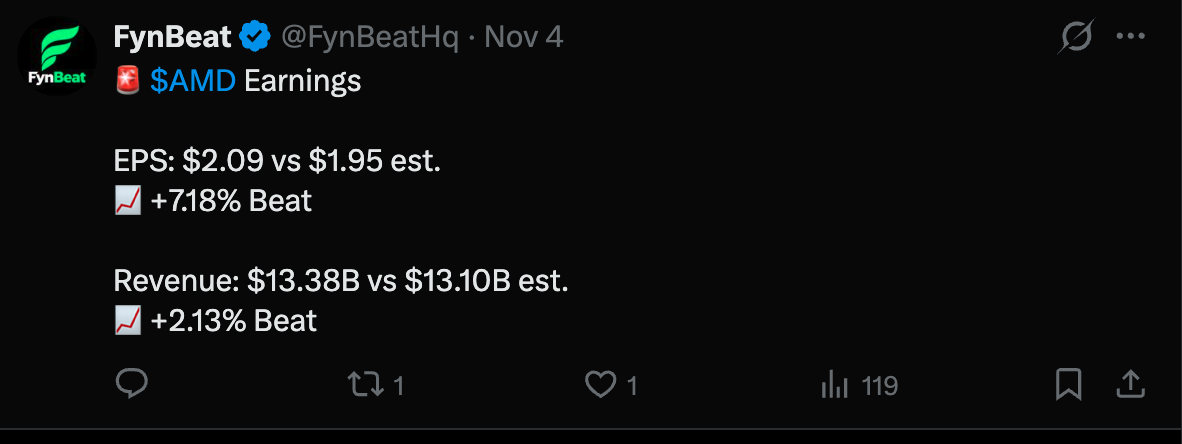 FynBeat @FynBeatHq · Nov 4
FynBeat
🚨 $AMD Earnings
EPS: $2.09 vs $1.95 est.
📈 +7.18% Beat
Revenue: $13.38B vs $13.10B est.
📈 +2.13% Beat
1 1 119